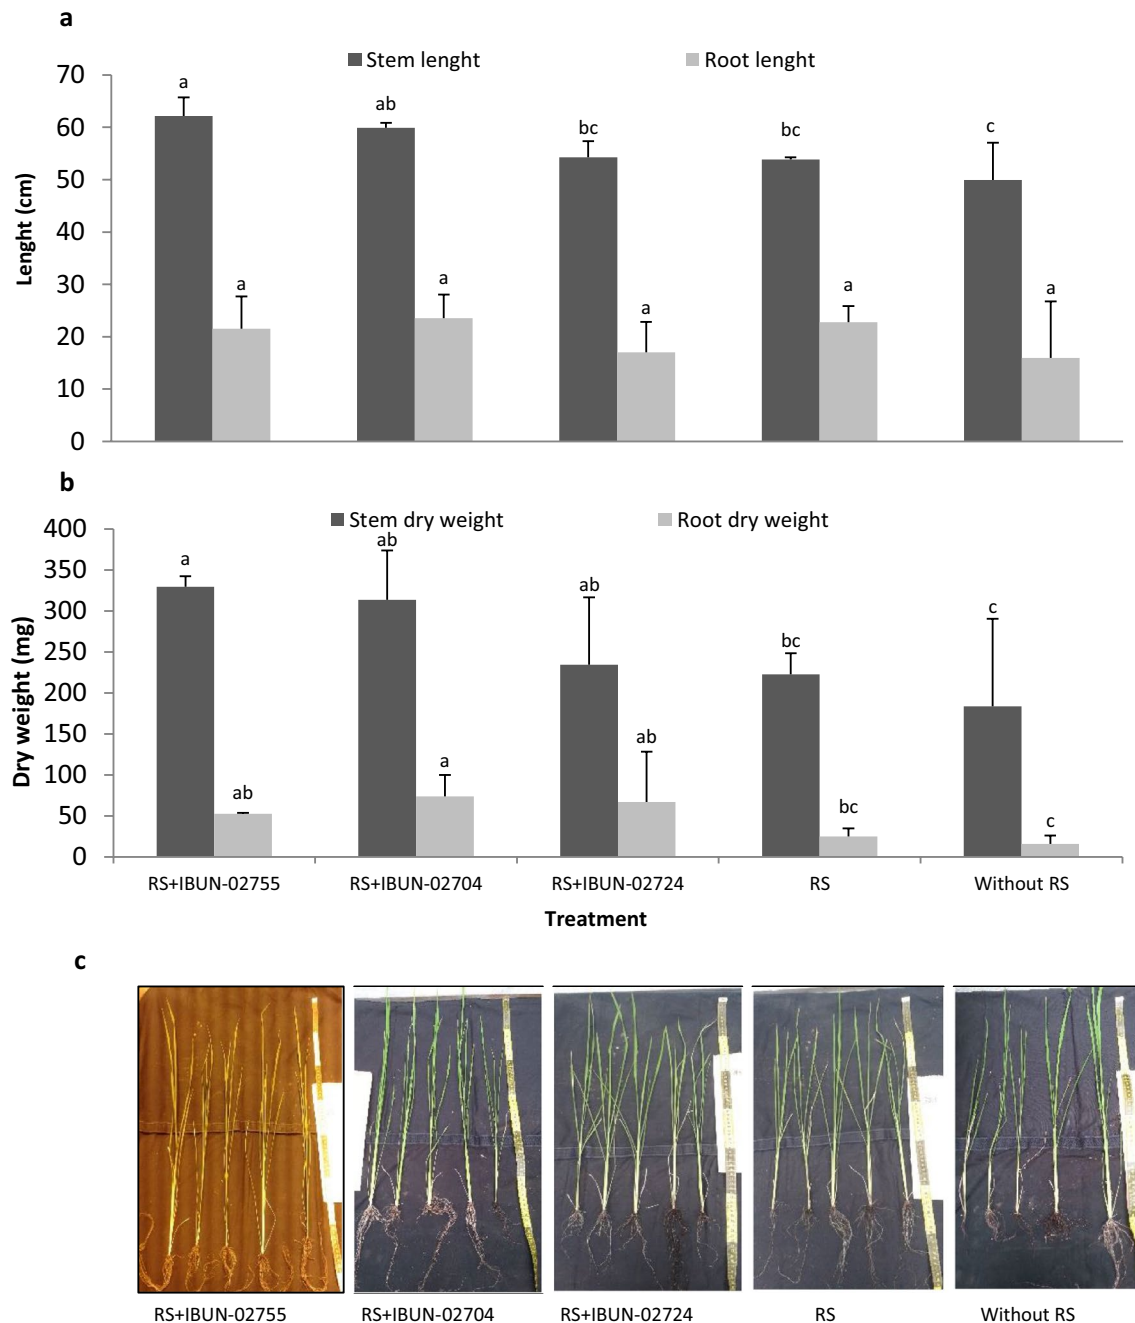 a
Stem lenght Root lenght
70
60
50
40
30
20
10
0
Lenght (cm)
a ab bc bc c
a a a a a
b
Stem dry weight Root dry weight
400
350
300
250
200
150
100
50
0
Dry weight (mg)
a ab ab bc c
ab a ab bc c
RS+IBUN-02755 RS+IBUN-02704 RS+IBUN-02724 RS Without RS
Treatment
c
RS+IBUN-02755 RS+IBUN-02704 RS+IBUN-02724 RS Without RS